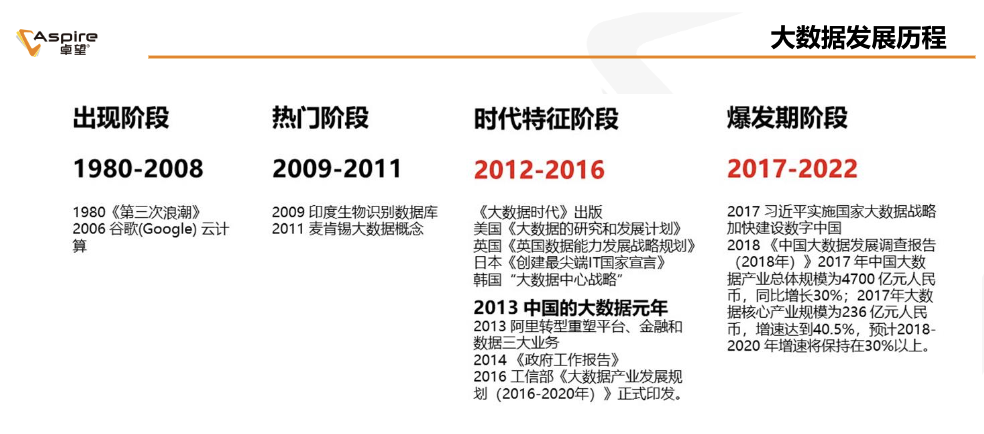 Aspire
卓望®
大数据发展历程
出现阶段
1980-2008
1980《第三次浪潮》
2006 谷歌(Google) 云计
算
热门阶段
2009-2011
2009 印度生物识别数据库
2011 麦肯锡大数据概念
时代特征阶段
2012-2016
《大数据时代》出版
美国《大数据的研究和发展计划》
英国《英国数据能力发展战略规划》
日本《创建最尖端IT国家宣言》
韩国“大数据中心战略”
2013 中国的大数据元年
2013 阿里转型重塑平台、金融和
数据三大业务
2014 《政府工作报告》
2016 工信部《大数据产业发展规
划（2016-2020年）》正式印发。
爆发期阶段
2017-2022
2017 习近平实施国家大数据战略
加快建设数字中国
2018 《中国大数据发展调查报告
（2018年）》2017 年中国大数
据产业总体规模为4700 亿元人民
币，同比增长30%；2017年大数
据核心产业规模为236 亿元人民
币，增速达到40.5%，预计2018-
2020 年增速将保持在30%以上。